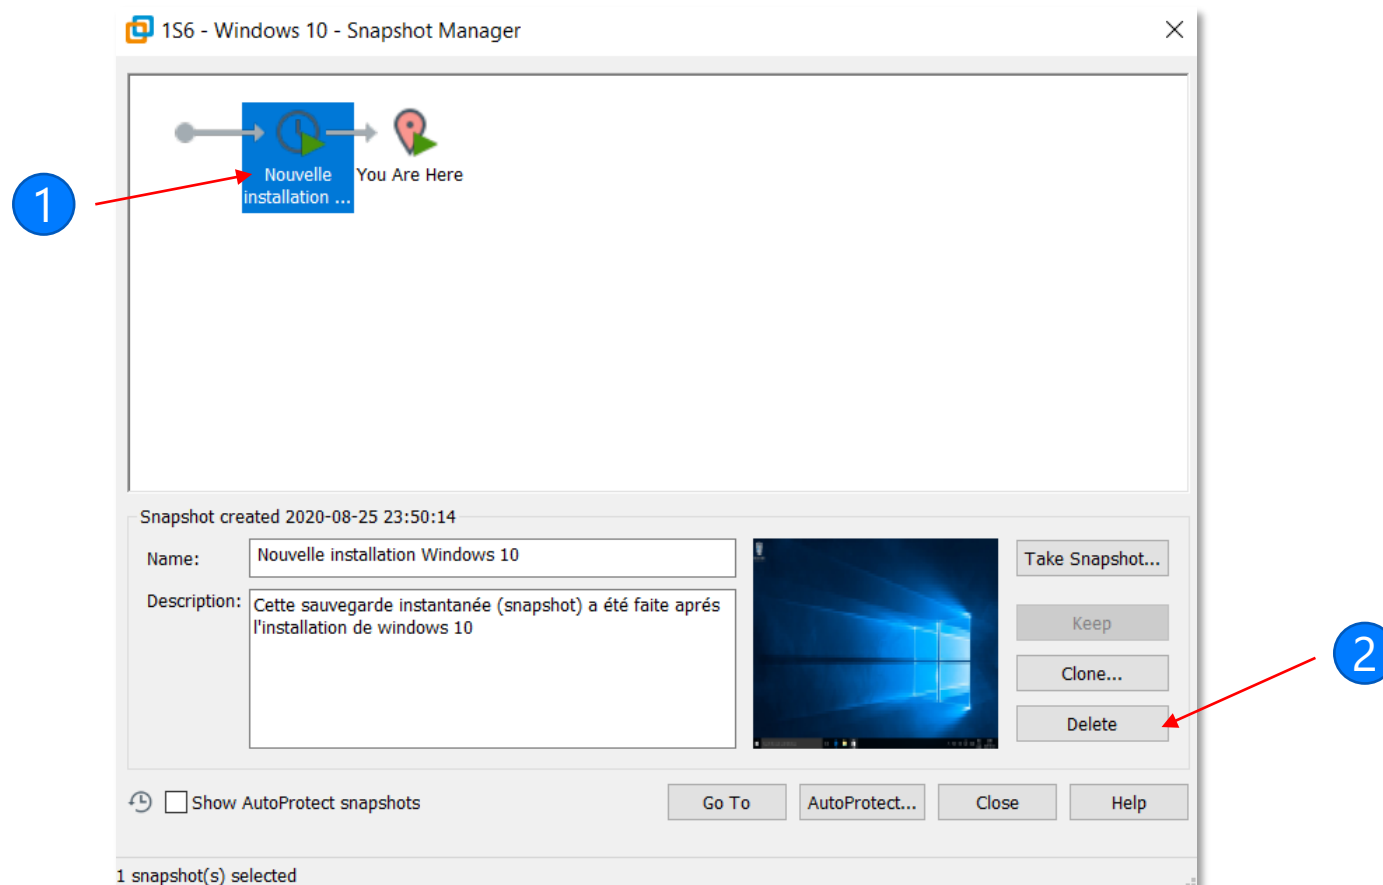 1S6 - Windows 10 - Snapshot Manager
Nouvelle
installation ...
You Are Here
1
Snapshot created 2020-08-25 23:50:14
Name:
Nouvelle installation Windows 10
Take Snapshot...
Description:
Cette sauvegarde instantanée (snapshot) a été faite aprés
l'installation de windows 10
Keep
2
Clone...
Delete
Show AutoProtect snapshots
Go To
AutoProtect...
Close
Help
1 snapshot(s) selected